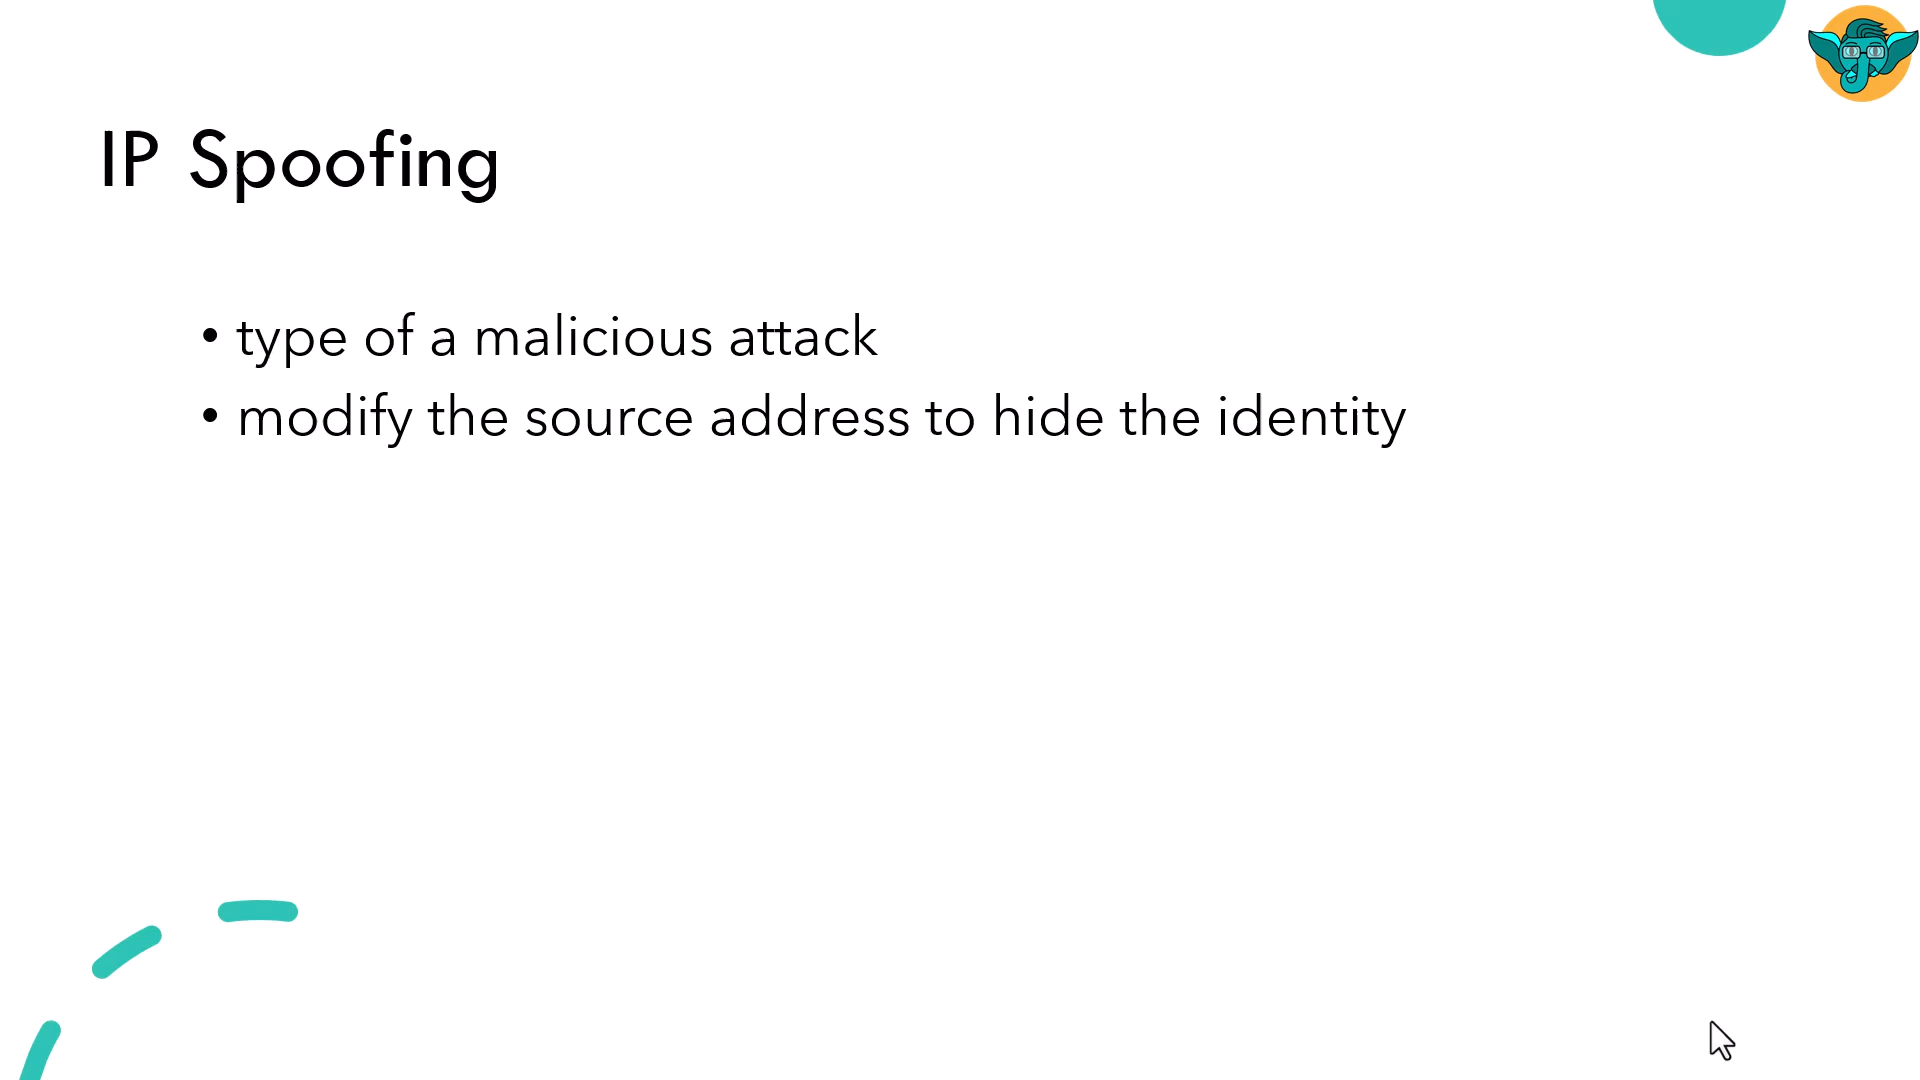 IP Spoofing
• type of a malicious attack
• modify the source address to hide the identity